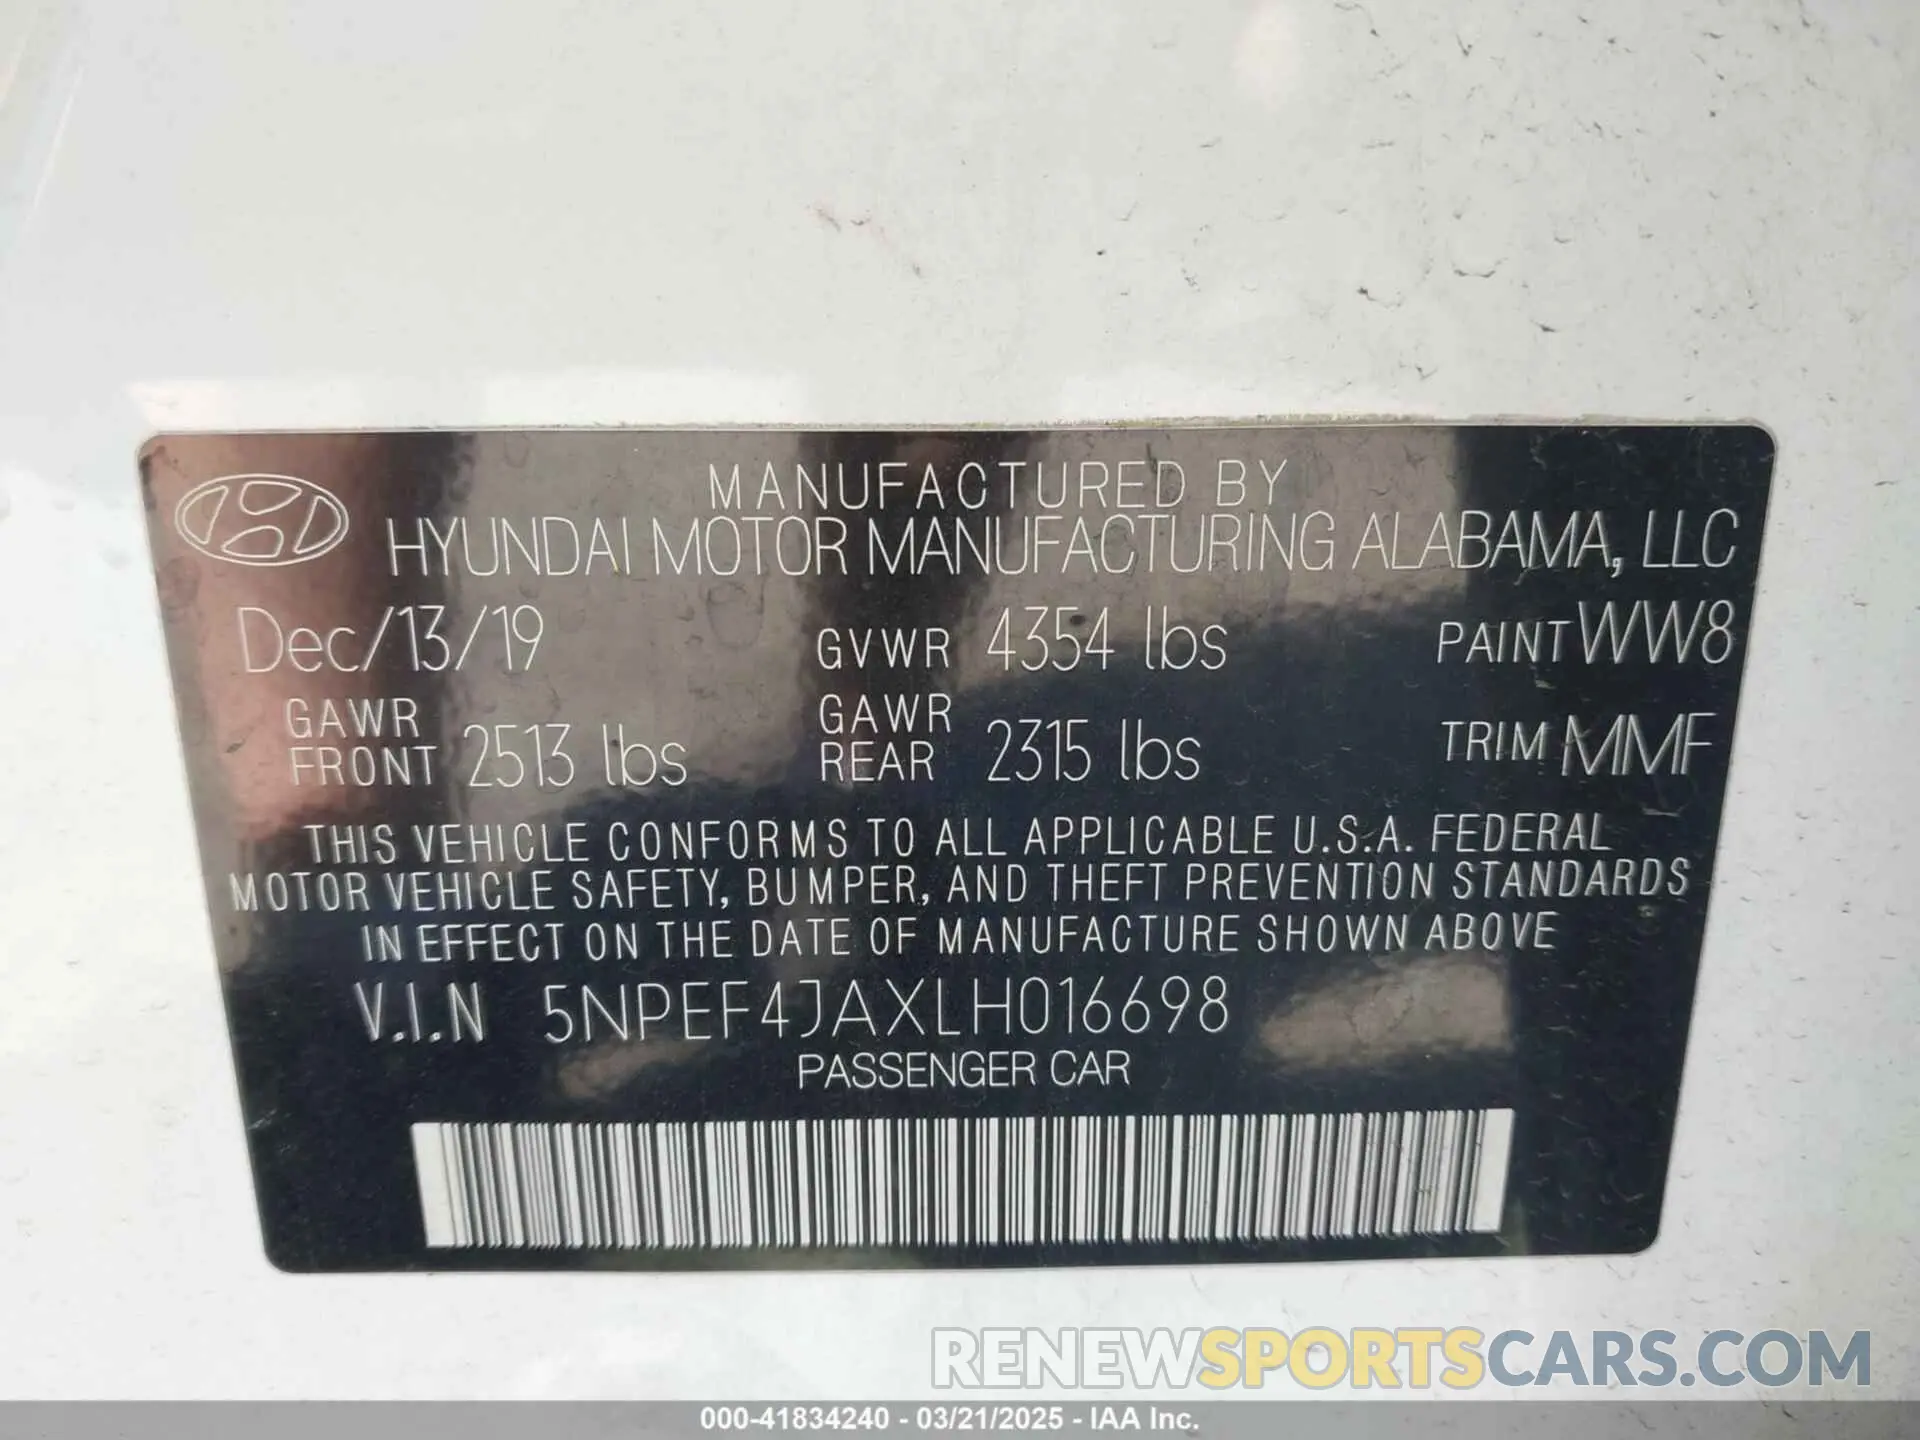 MANUFACTURED BY
HYUNDAI MOTOR MANUFACTURING ALABAMA, LLC
Dec/13/19 GVWR 4354 lbs PAINT WW8
GAWR FRONT 2513 lbs GAWR REAR 2315 lbs TRIM MMF
THIS VEHICLE CONFORMS TO ALL APPLICABLE U.S.A. FEDERAL
MOTOR VEHICLE SAFETY, BUMPER, AND THEFT PREVENTION STANDARDS
IN EFFECT ON THE DATE OF MANUFACTURE SHOWN ABOVE
V.I.N 5NPEF4JAXLH016698
PASSENGER CAR
RENEWSPORTSCARS.COM
000-41834240 - 03/21/2025 - IAA Inc.